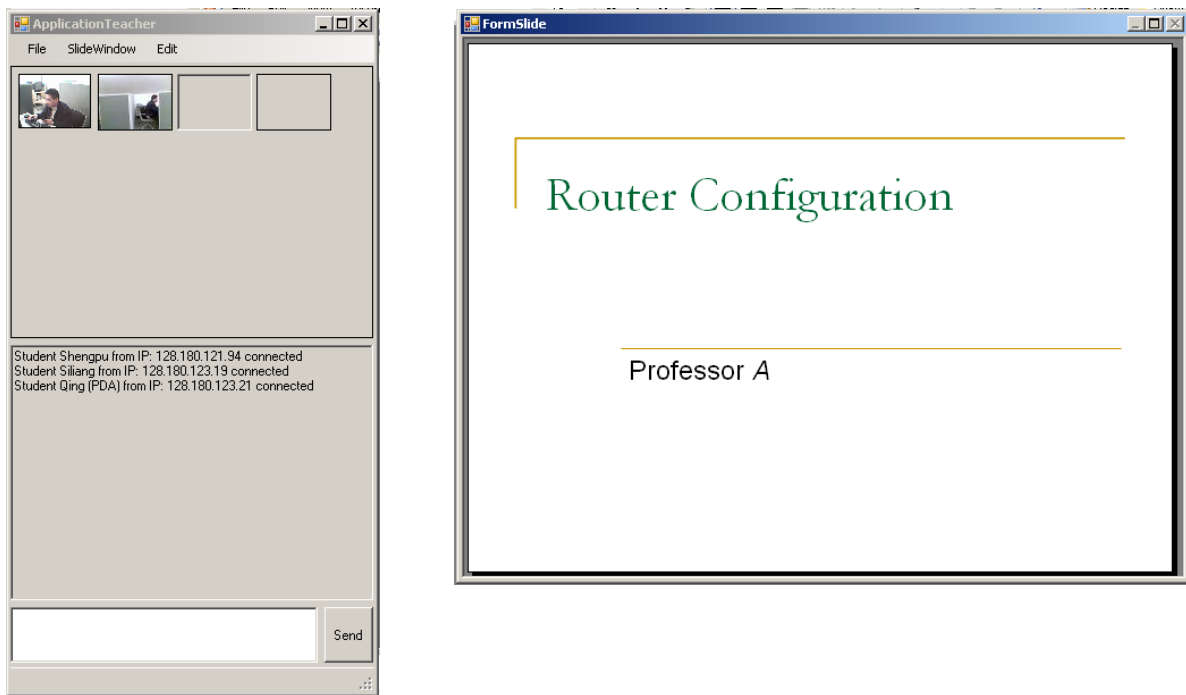 ApplicationTeacher
File SlideWindow Edit
Student Shengpu from IP: 128.180.121.94 connected
Student Siliang from IP: 128.180.123.19 connected
Student Qing (PDA) from IP: 128.180.123.21 connected
Send
FormSlide
Router Configuration
Professor A